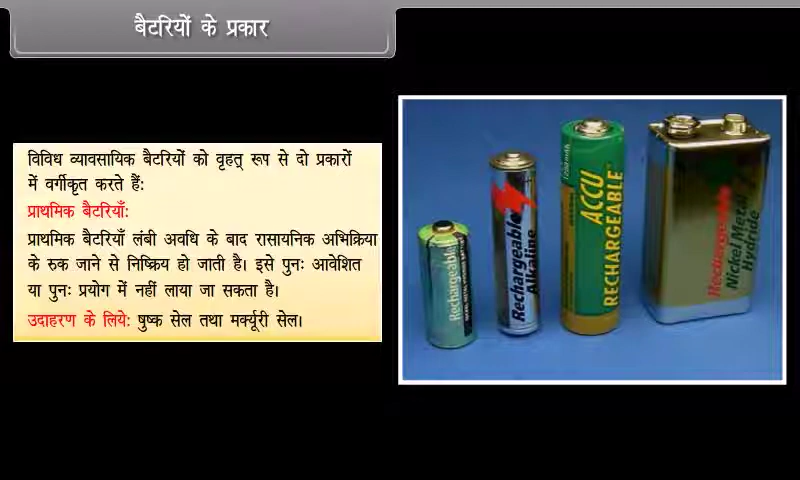 बैटरियों के प्रकार
विविध व्यावसायिक बैटरियों को वृहत् रूप से दो प्रकारों
में वर्गीकृत करते हैं:
प्राथमिक बैटरियाँ:
प्राथमिक बैटरियाँ लंबी अवधि के बाद रासायनिक अभिक्रिया
के रुक जाने से निष्क्रिय हो जाती है। इसे पुनः आवेशित
या पुनः प्रयोग में नहीं लाया जा सकता है।
उदाहरण के लिये: षुष्क सेल तथा मर्क्यूरी सेल।
Rechargeable
Rechargeable
Alkaline
ACCU
RECHARGEABLE
Rechargeable
Nickel Metal
Hydride